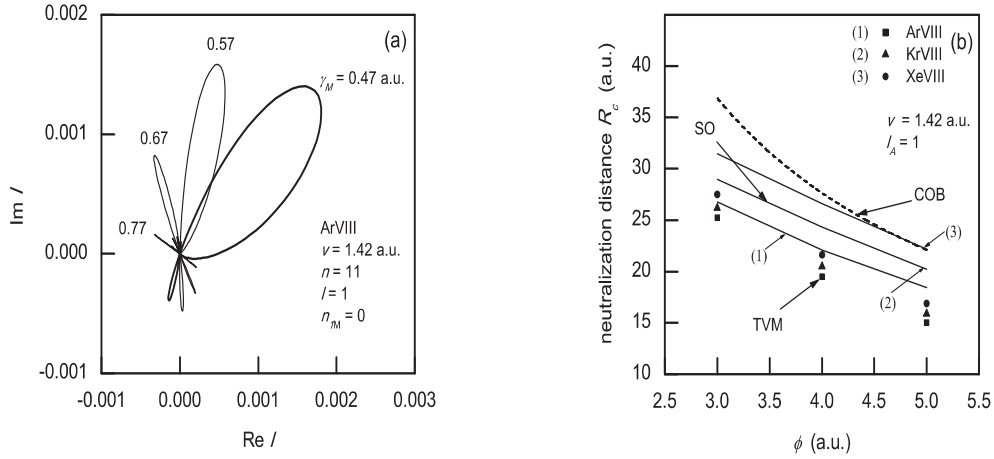 0.002
0.001
0.000
-0.001
-0.001
0.000
0.001
0.002
0.003
Im I
Re I
(a)
0.57
γM = 0.47 a.u.
0.67
0.77
ArVIII
v = 1.42 a.u.
n = 11
l = 1
n1M = 0
(1) ArVIII
(2) KrVIII
(3) XeVIII
(b)
v = 1.42 a.u.
lA = 1
SO
COB
TVM
(1)
(2)
(3)
40
35
30
25
20
15
10
2.5
3.0
3.5
4.0
4.5
5.0
5.5
neutralization distance Rc (a.u.)
ϕ (a.u.)